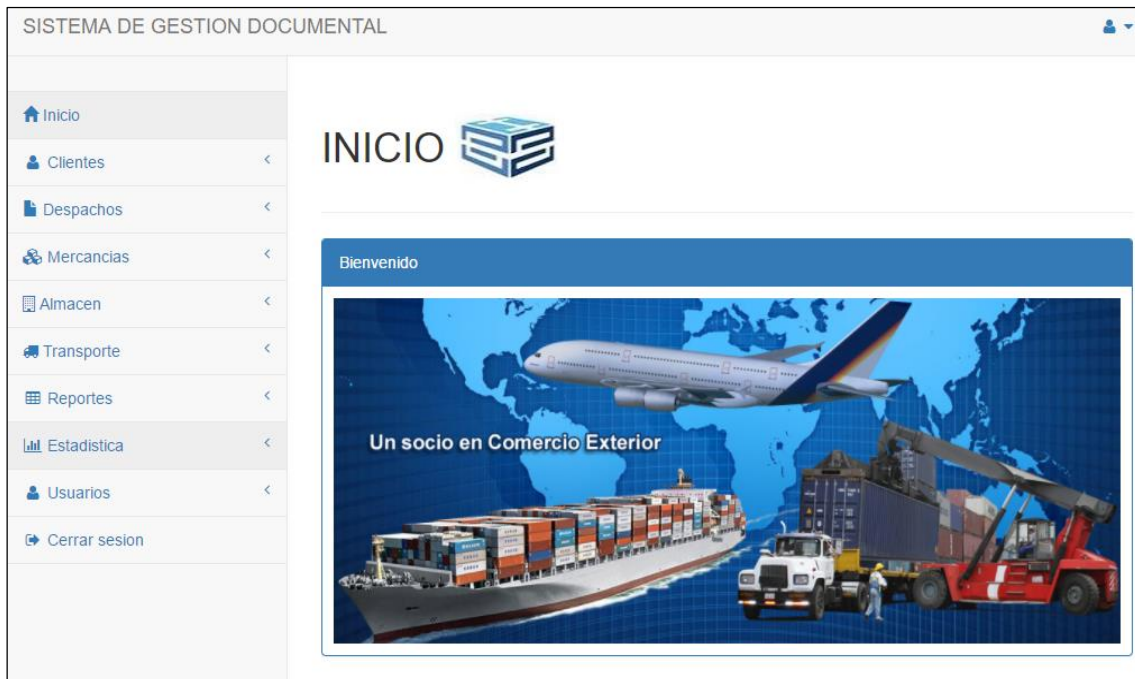 SISTEMA DE GESTION DOCUMENTAL
Inicio
Clientes
Despachos
Mercancias
Almacen
Transporte
Reportes
Estadistica
Usuarios
Cerrar sesion
INICIO
Bienvenido
Un socio en Comercio Exterior